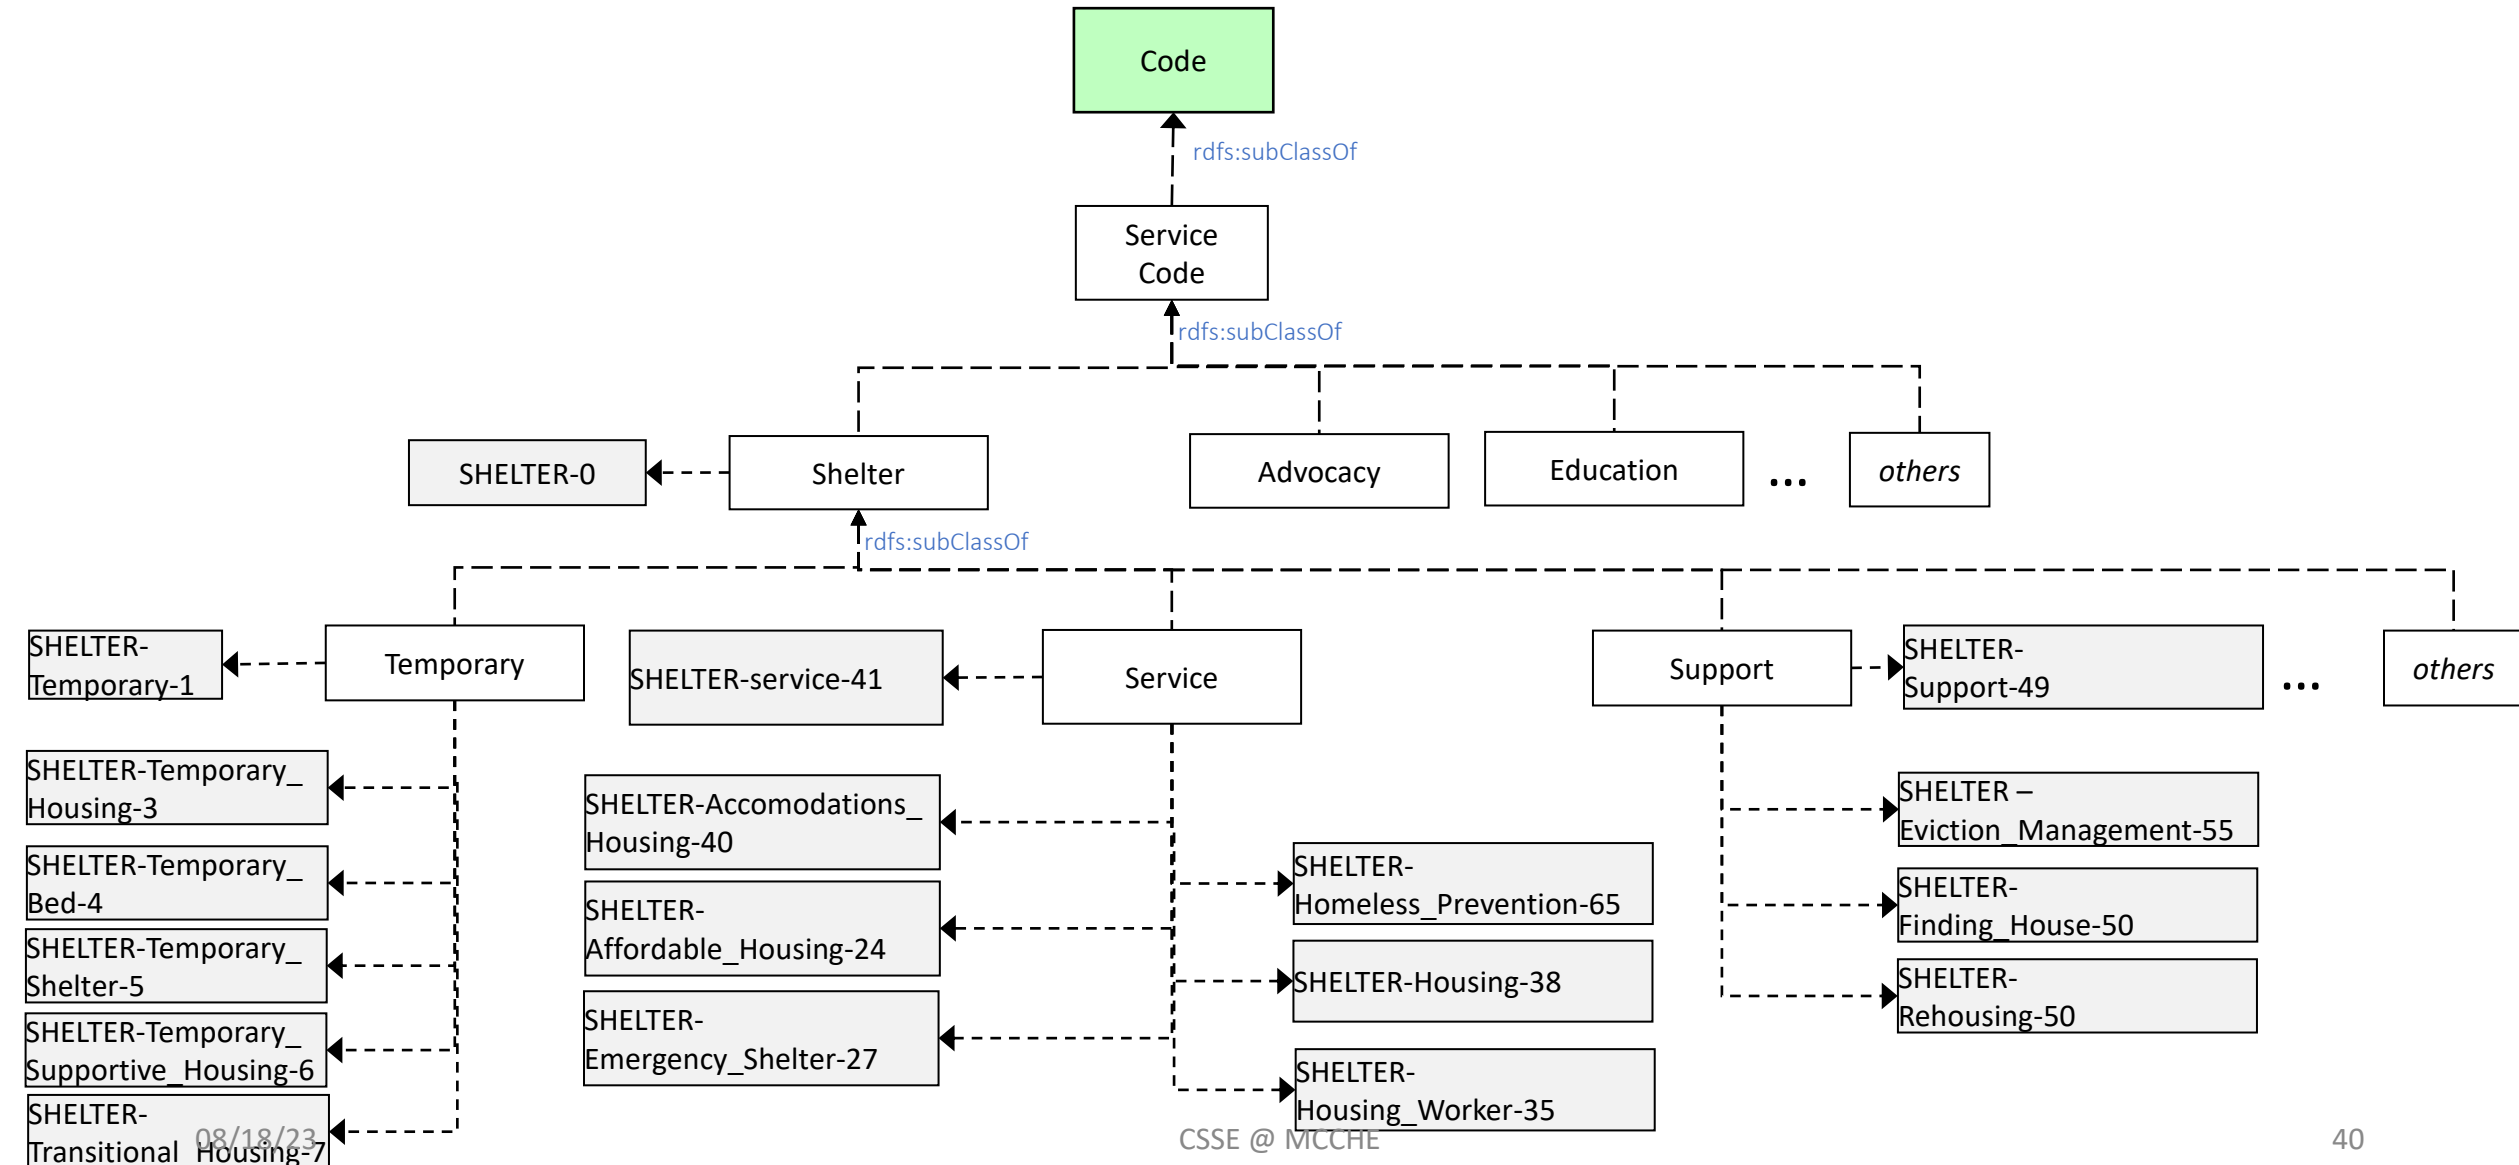 Code
rdfs:subClassOf
Service
Code
rdfs:subClassOf
SHELTER-0
Shelter
Advocacy
Education
...
others
rdfs:subClassOf
SHELTER-
Temporary-1
Temporary
SHELTER-service-41
Service
Support
SHELTER-
Support-49
...
others
SHELTER-Temporary_
Housing-3
SHELTER-Temporary_
Bed-4
SHELTER-Temporary_
Shelter-5
SHELTER-Temporary_
Supportive_Housing-6
SHELTER-
Transitional_Housing-7
SHELTER-Accomodations_
Housing-40
SHELTER-
Affordable_Housing-24
SHELTER-
Emergency_Shelter-27
SHELTER-
Homeless_Prevention-65
SHELTER-Housing-38
SHELTER-
Housing_Worker-35
SHELTER –
Eviction_Management-55
SHELTER-
Finding_House-50
SHELTER-
Rehousing-50
08/18/23
CSSE @ MCCHE
40